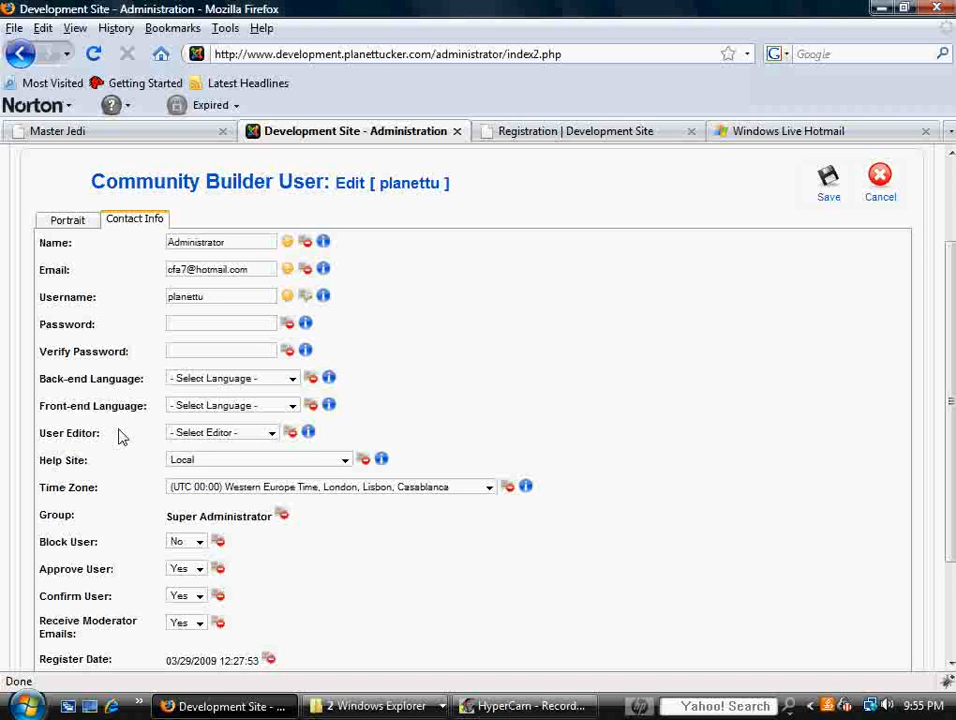 Development Site - Administration - Mozilla Firefox
File Edit View History Bookmarks Tools Help
http://www.development.planettucker.com/administrator/index2.php
G Google
Most Visited Getting Started Latest Headlines
Norton Expired
Master Jedi Development Site - Administration Registration | Development Site Windows Live Hotmail
Community Builder User: Edit [ planettu ]
Save Cancel
Portrait Contact Info
Name: Administrator
Email: cfa7@hotmail.com
Username: planettu
Password:
Verify Password:
Back-end Language: - Select Language -
Front-end Language: - Select Language -
User Editor: - Select Editor -
Help Site: Local
Time Zone: (UTC 00:00) Western Europe Time, London, Lisbon, Casablanca
Group: Super Administrator
Block User: No
Approve User: Yes
Confirm User: Yes
Receive Moderator
Emails: Yes
Register Date: 03/29/2009 12:27:53
Done
Development Site - ... 2 Windows Explorer HyperCam - Record... hp Yahoo! Search 9:55 PM